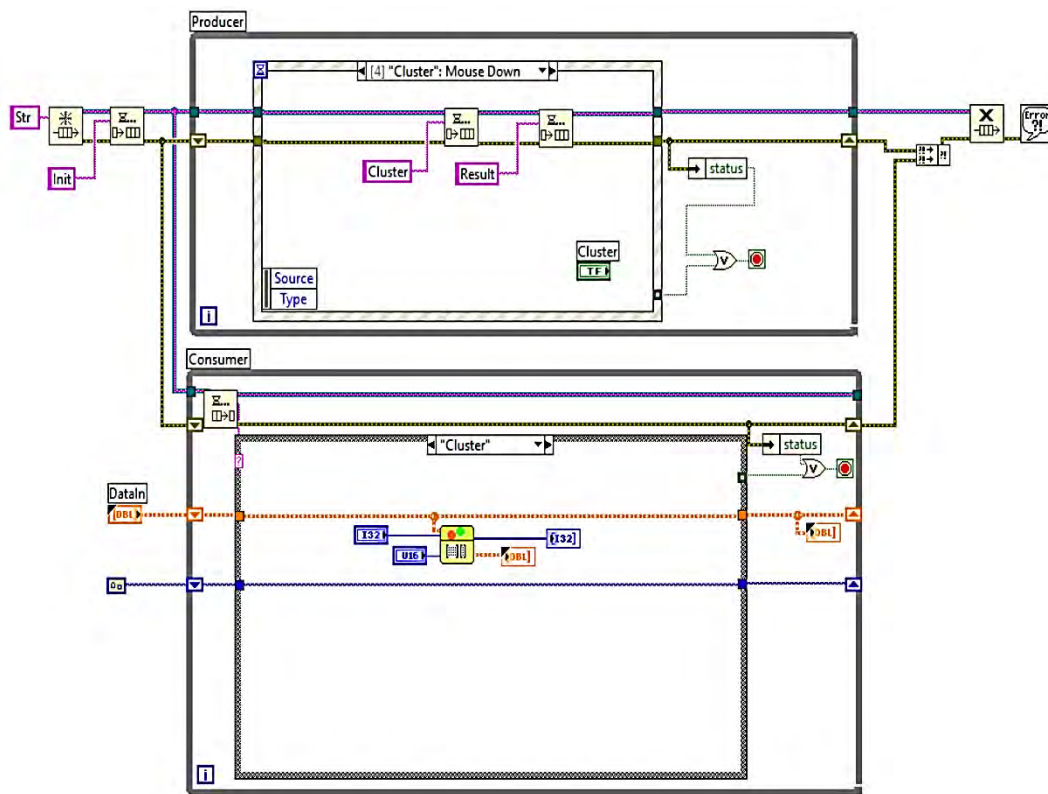 Producer
[4] "Cluster": Mouse Down
Str
Error
?!
Init
Cluster
Result
?!
status
Cluster
TF
V
Source
Type
i
Consumer
"Cluster"
status
?
V
DataIn
[DBL]
DBL]
I32
[I32]
U16
DBL]
i